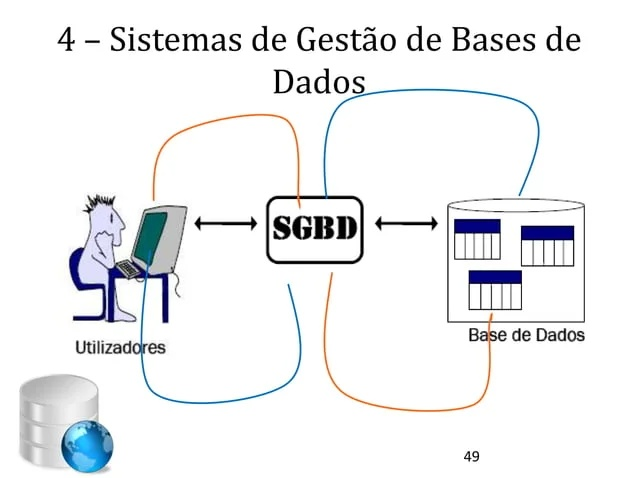 4 – Sistemas de Gestão de Bases de
Dados
SGBD
Utilizadores
Base de Dados
49